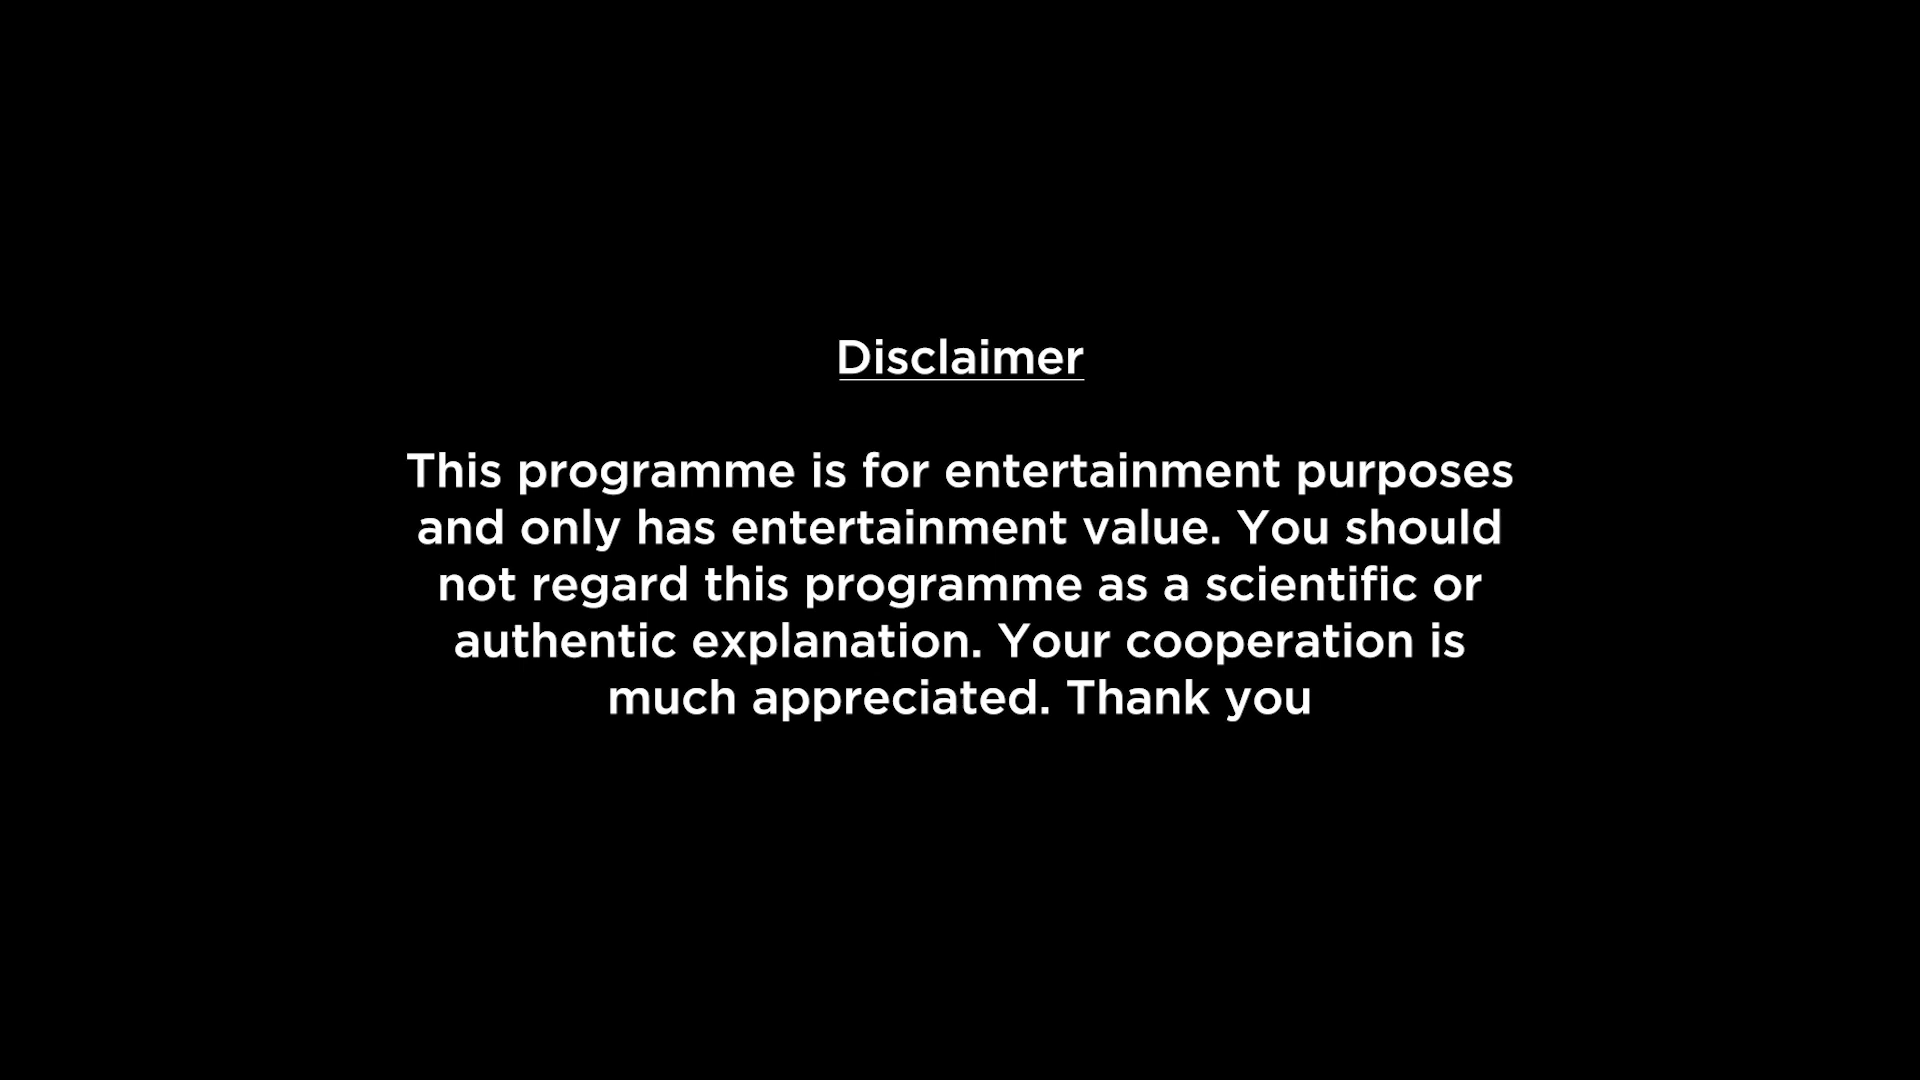 Disclaimer
This programme is for entertainment purposes
and only has entertainment value. You should
not regard this programme as a scientific or
authentic explanation. Your cooperation is
much appreciated. Thank you